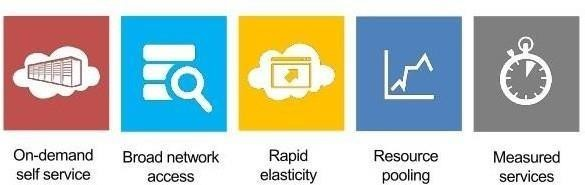 On-demand
self service
Broad network
access
Rapid
elasticity
Resource
pooling
Measured
services